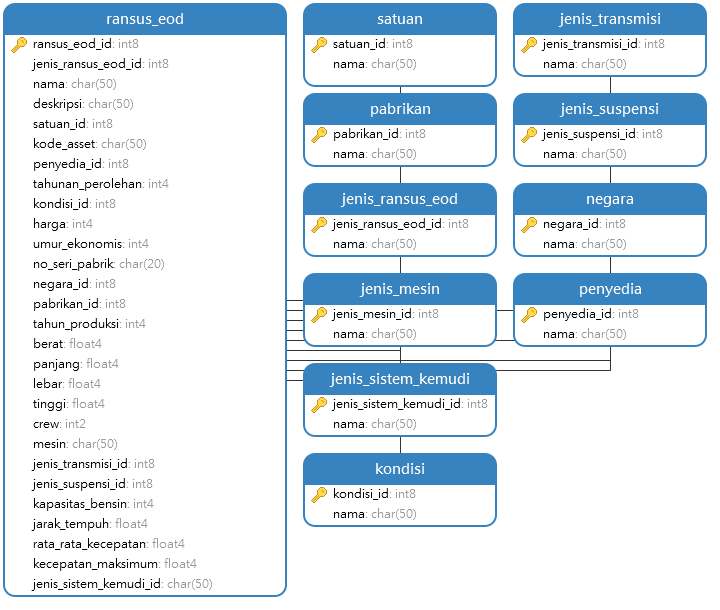 ransus_eod
ransus_eod_id: int8
jenis_ransus_eod_id: int8
nama: char(50)
deskripsi: char(50)
satuan_id: int8
kode_asset: char(50)
penyedia_id: int8
tahunan_perolehan: int4
kondisi_id: int8
harga: int4
umur_ekonomis: int4
no_seri_pabrik: char(20)
negara_id: int8
pabrikan_id: int8
tahun_produksi: int4
berat: float4
panjang: float4
lebar: float4
tinggi: float4
crew: int2
mesin: char(50)
jenis_transmisi_id: int8
jenis_suspensi_id: int8
kapasitas_bensin: int4
jarak_tempuh: float4
rata_rata_kecepatan: float4
kecepatan_maksimum: float4
jenis_sistem_kemudi_id: char(50)
satuan
satuan_id: int8
nama: char(50)
pabrikan
pabrikan_id: int8
nama: char(50)
jenis_ransus_eod
jenis_ransus_eod_id: int8
nama: char(50)
jenis_mesin
jenis_mesin_id: int8
nama: char(50)
jenis_sistem_kemudi
jenis_sistem_kemudi_id: int8
nama: char(50)
kondisi
kondisi_id: int8
nama: char(50)
jenis_transmisi
jenis_transmisi_id: int8
nama: char(50)
jenis_suspensi
jenis_suspensi_id: int8
nama: char(50)
negara
negara_id: int8
nama: char(50)
penyedia
penyedia_id: int8
nama: char(50)